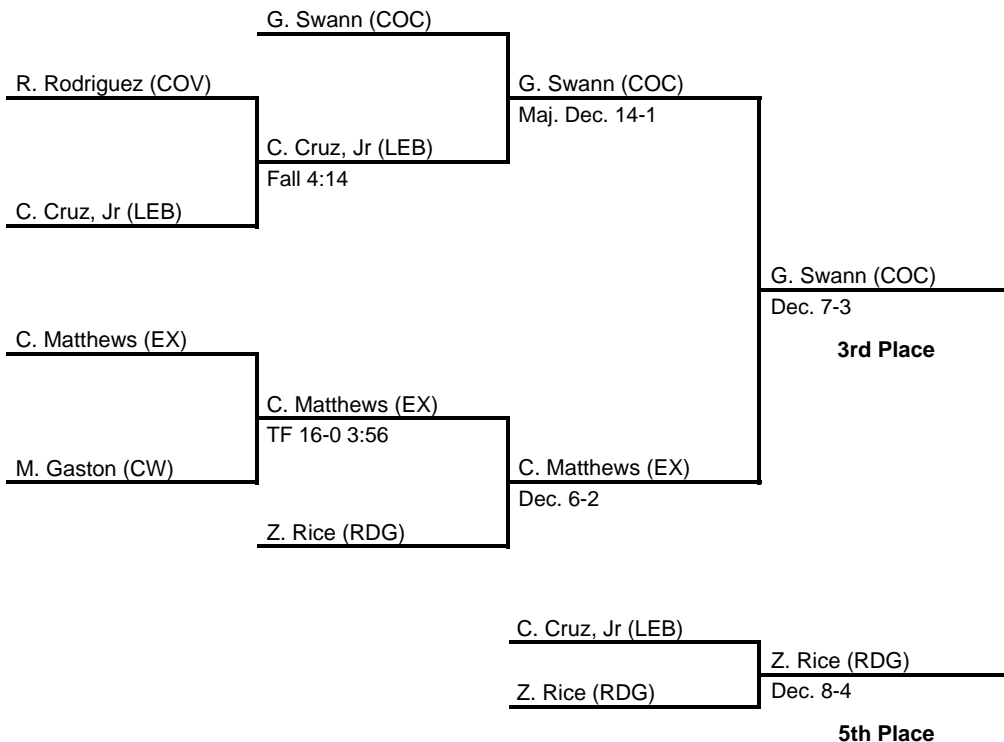 G. Swann (COC)
R. Rodriguez (COV)
G. Swann (COC)
Maj. Dec. 14-1
C. Cruz, Jr (LEB)
Fall 4:14
C. Cruz, Jr (LEB)
G. Swann (COC)
Dec. 7-3
3rd Place
C. Matthews (EX)
C. Matthews (EX)
TF 16-0 3:56
M. Gaston (CW)
C. Matthews (EX)
Dec. 6-2
Z. Rice (RDG)
C. Cruz, Jr (LEB)
Z. Rice (RDG)
Dec. 8-4
Z. Rice (RDG)
5th Place